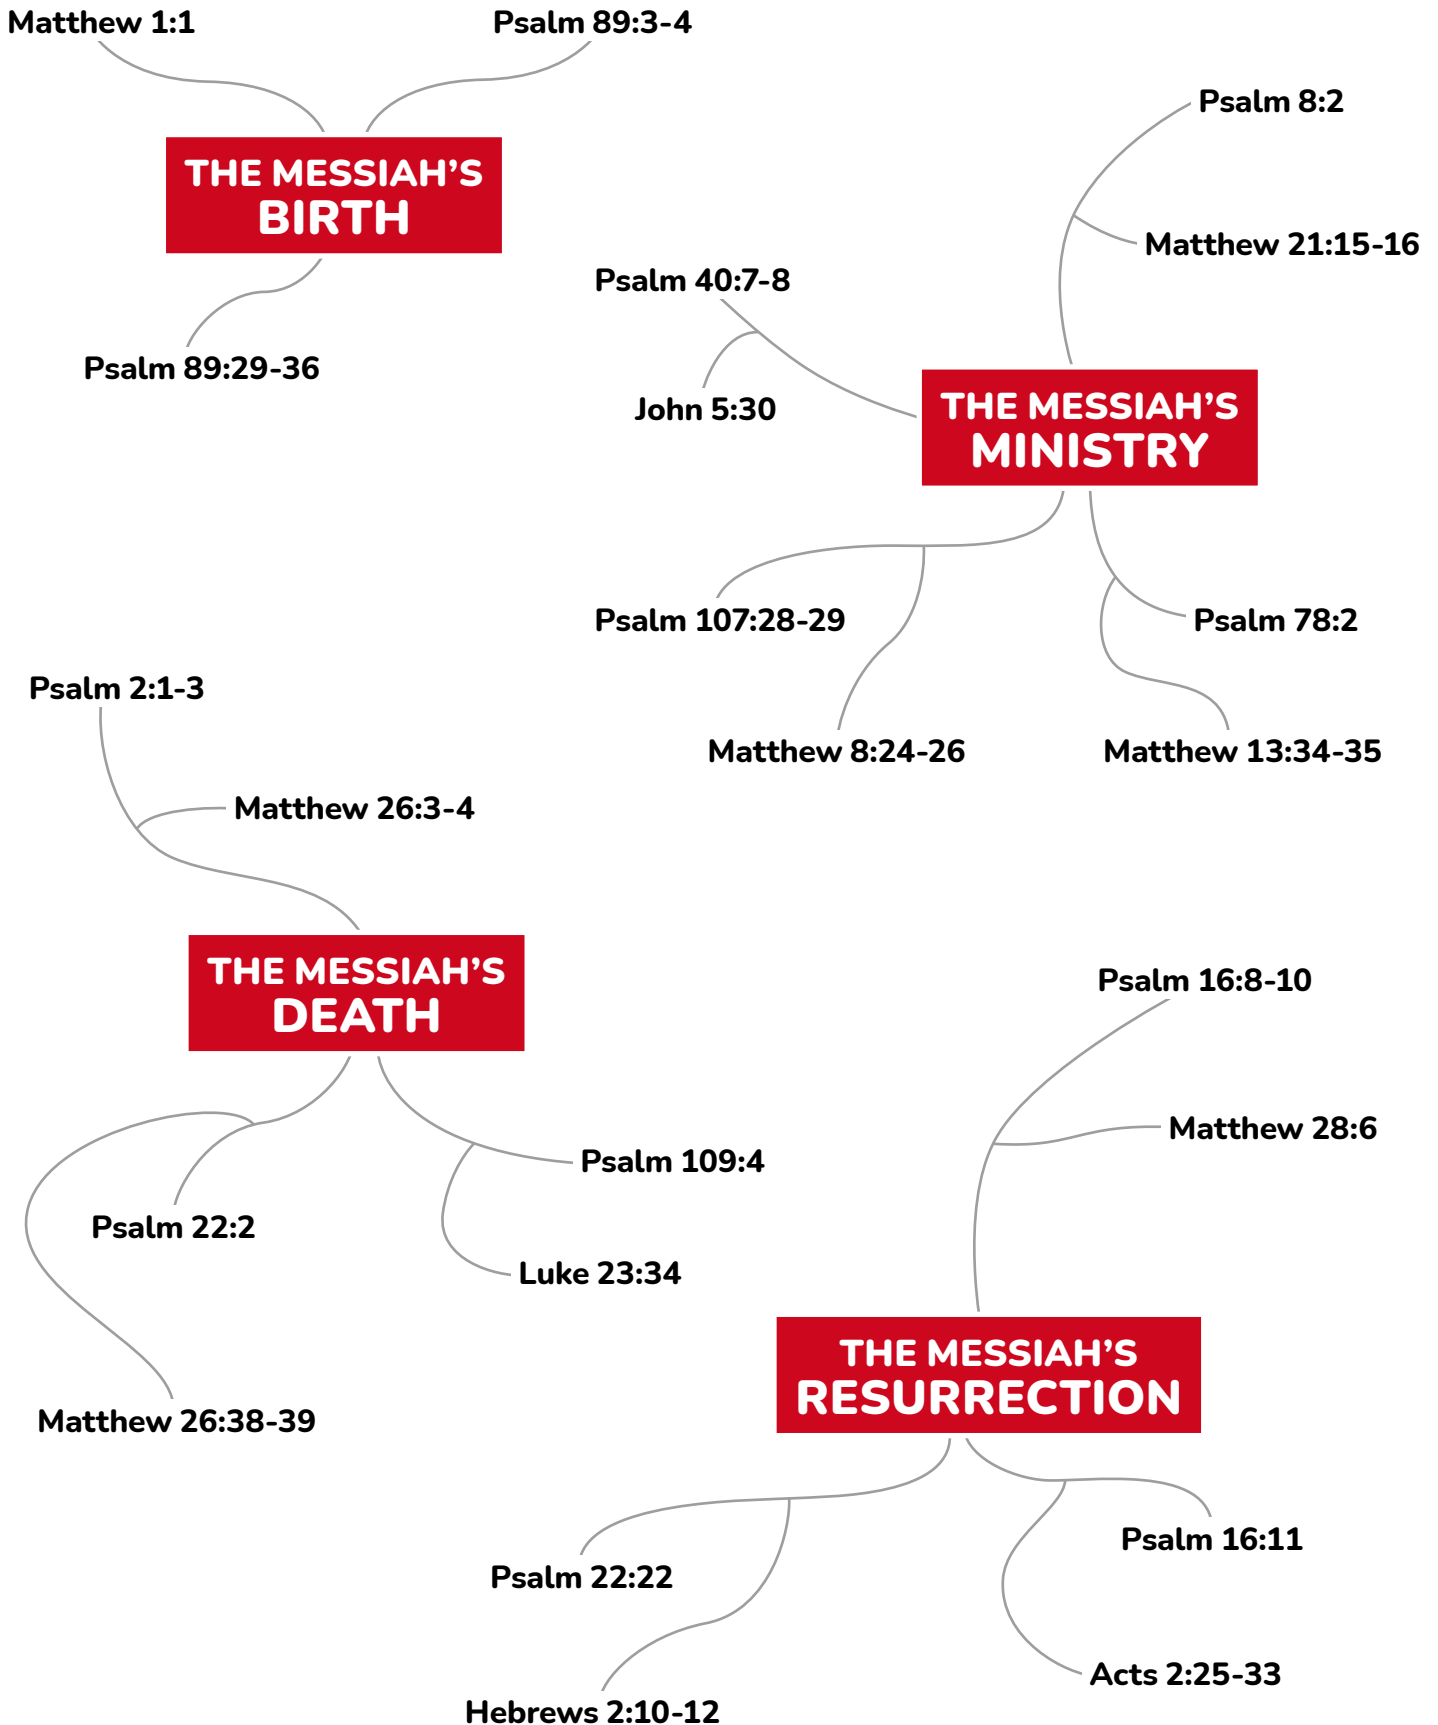 Matthew 1:1
Psalm 89:3-4
THE MESSIAH’S
BIRTH
Psalm 89:29-36
Psalm 8:2
Matthew 21:15-16
Psalm 40:7-8
John 5:30
THE MESSIAH’S
MINISTRY
Psalm 107:28-29
Psalm 78:2
Matthew 8:24-26
Matthew 13:34-35
Psalm 2:1-3
Matthew 26:3-4
THE MESSIAH’S
DEATH
Psalm 109:4
Psalm 22:2
Luke 23:34
Matthew 26:38-39
Psalm 16:8-10
Matthew 28:6
THE MESSIAH’S
RESURRECTION
Psalm 16:11
Psalm 22:22
Acts 2:25-33
Hebrews 2:10-12